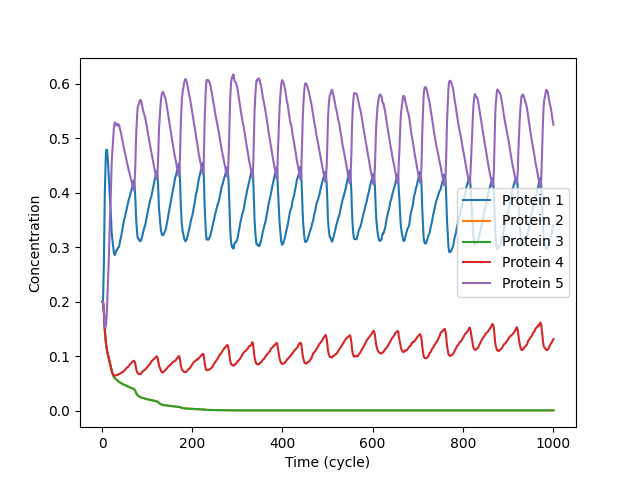 0.6
0.5
0.4
0.3
0.2
0.1
0.0
Concentration
Protein 1
Protein 2
Protein 3
Protein 4
Protein 5
0
200
400
600
800
1000
Time (cycle)